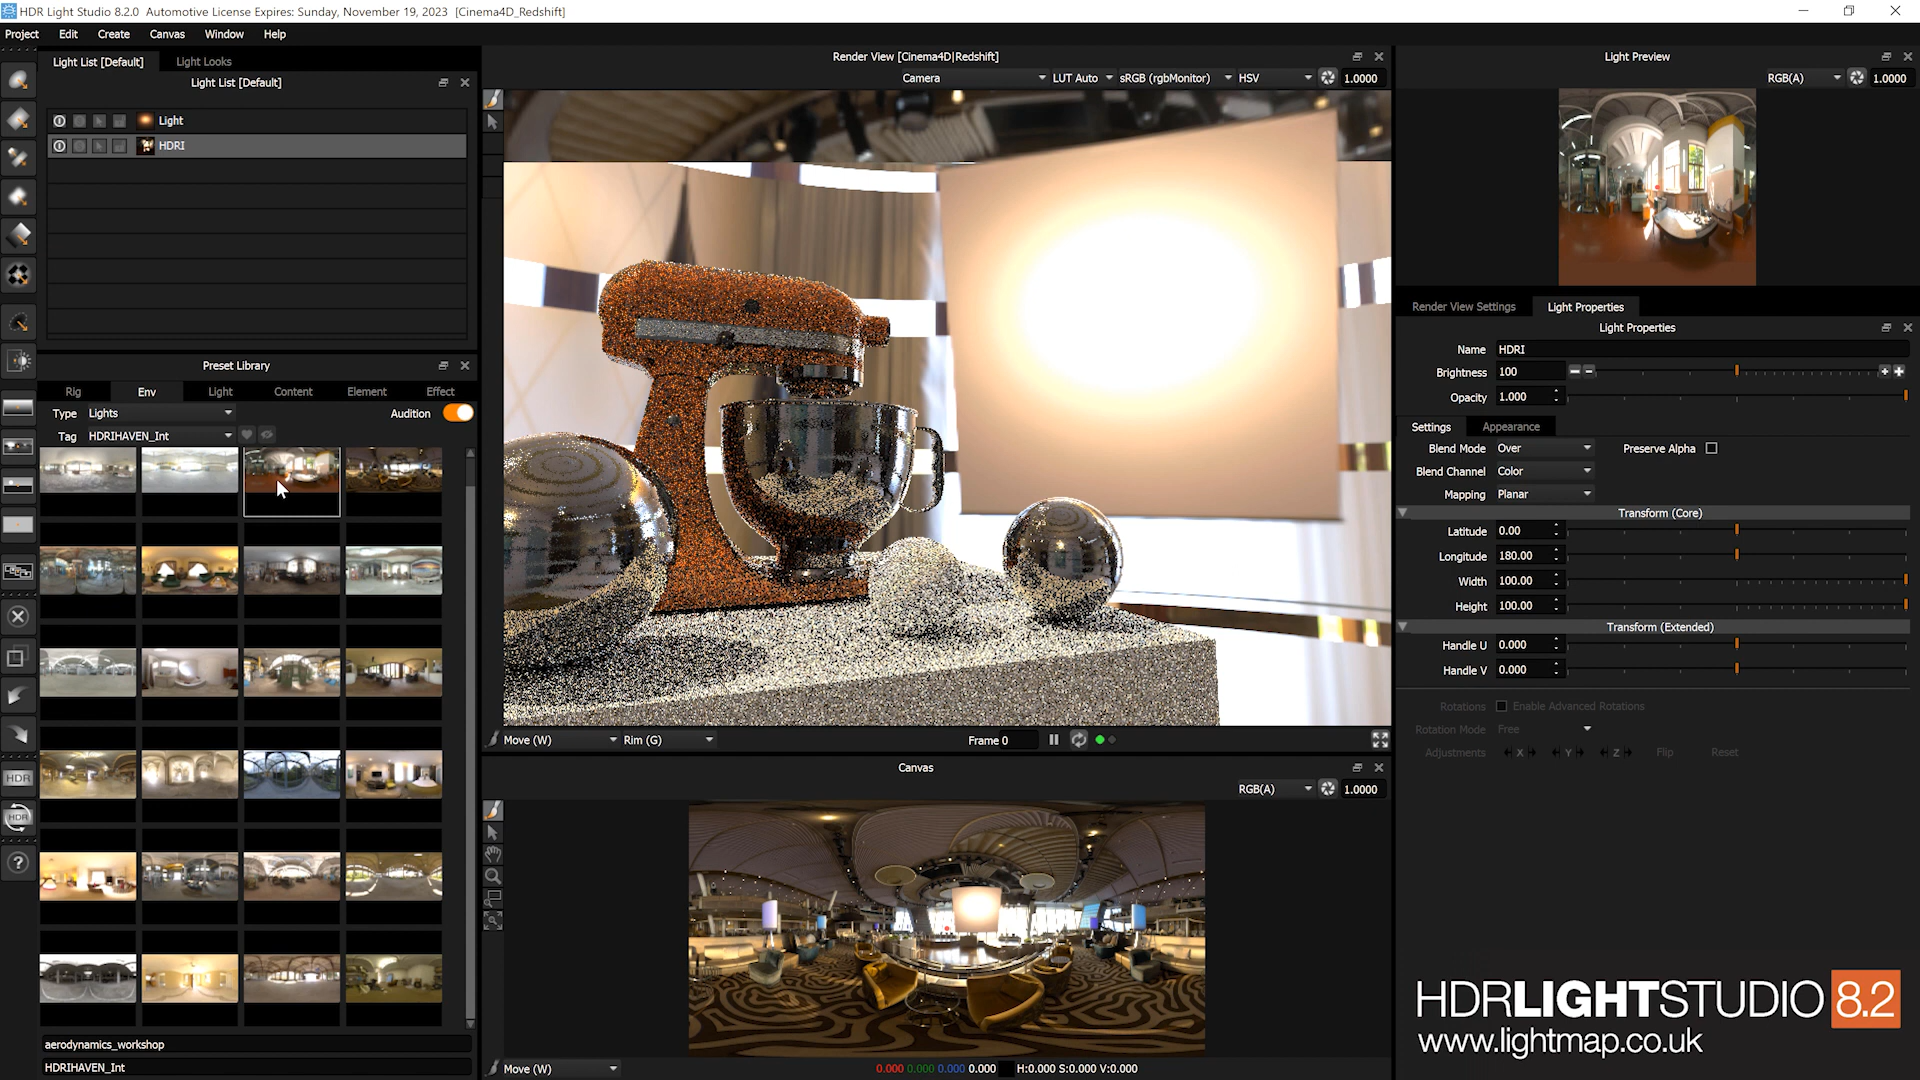 HDR Light Studio 8.2.0  Automotive License Expires: Sunday, November 19, 2023  [Cinema4D_Redshift]
Project Edit Create Canvas Window Help
Light List [Default] Light Looks
Light List [Default]
Light
HDRI
Preset Library
Rig Env Light Content Element Effect
Type Lights Audition
Tag HDRIHAVEN_Int
aerodynamics_workshop
HDRIHAVEN_Int
HDR
HDR
?
Render View [Cinema4D|Redshift]
Camera LUT Auto sRGB (rgbMonitor) HSV 1.0000
Move (W) Rim (G) Frame 0
Canvas
RGB(A) 1.0000
Move (W) 0.000 0.000 0.000 0.000 H:0.000 S:0.000 V:0.000
Light Preview
RGB(A) 1.0000
Render View Settings Light Properties
Light Properties
Name HDRI
Brightness 100
Opacity 1.000
Settings Appearance
Blend Mode Over Preserve Alpha
Blend Channel Color
Mapping Planar
Transform (Core)
Latitude 0.00
Longitude 180.00
Width 100.00
Height 100.00
Transform (Extended)
Handle U 0.000
Handle V 0.000
Rotations Enable Advanced Rotations
Rotation Mode Free
Adjustments X Y Z Flip Reset
HDRLIGHTSTUDIO 8.2
www.lightmap.co.uk